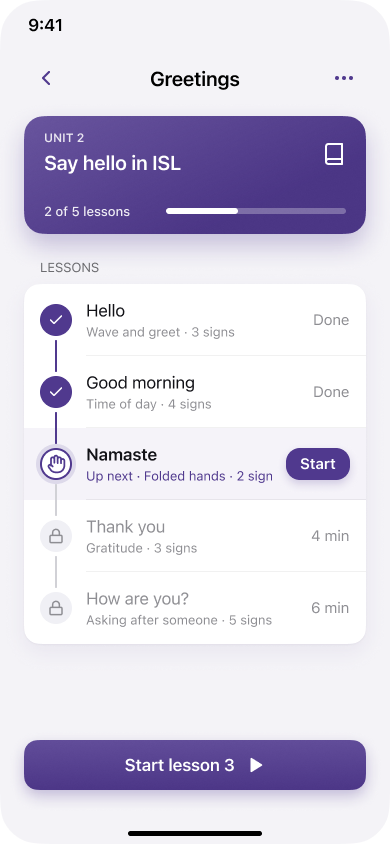 9:41
Greetings
UNIT 2
Say hello in ISL
2 of 5 lessons
LESSONS
Hello
Wave and greet · 3 signs
Done
Good morning
Time of day · 4 signs
Done
Namaste
Up next · Folded hands · 2 sign
Start
Thank you
Gratitude · 3 signs
4 min
How are you?
Asking after someone · 5 signs
6 min
Start lesson 3